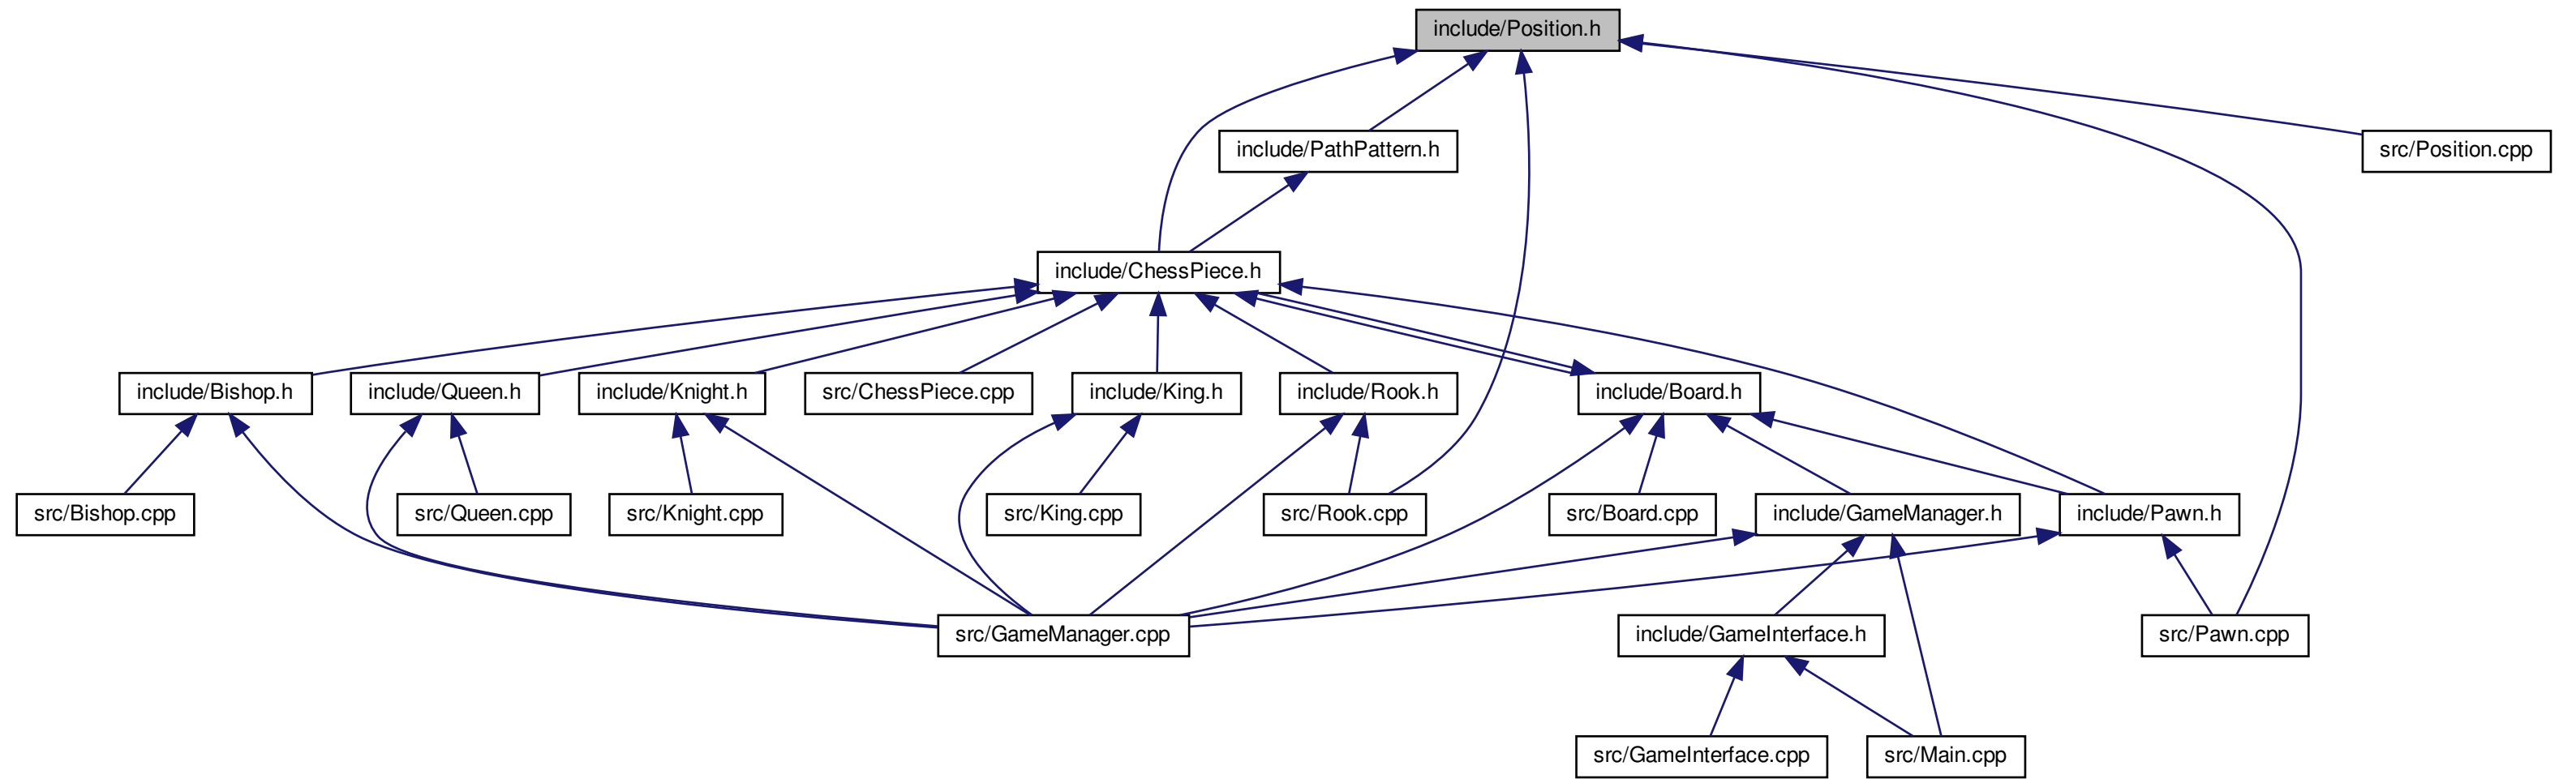 include/Position.h
include/PathPattern.h
src/Position.cpp
include/ChessPiece.h
include/Bishop.h
include/Queen.h
include/Knight.h
src/ChessPiece.cpp
include/King.h
include/Rook.h
include/Board.h
src/Bishop.cpp
src/Queen.cpp
src/Knight.cpp
src/King.cpp
src/Rook.cpp
src/Board.cpp
include/GameManager.h
include/Pawn.h
src/GameManager.cpp
include/GameInterface.h
src/Pawn.cpp
src/GameInterface.cpp
src/Main.cpp